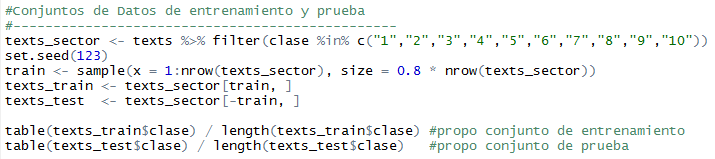 #Conjuntos de Datos de entrenamiento y prueba
#------------------------------------------------
texts_sector <- texts %>% filter(clase %in% c("1","2","3","4","5","6","7","8","9","10"))
set.seed(123)
train <- sample(x = 1:nrow(texts_sector), size = 0.8 * nrow(texts_sector))
texts_train <- texts_sector[train, ]
texts_test  <- texts_sector[-train, ]
table(texts_train$clase) / length(texts_train$clase) #propo conjunto de entrenamiento
table(texts_test$clase) / length(texts_test$clase)   #propo conjunto de prueba